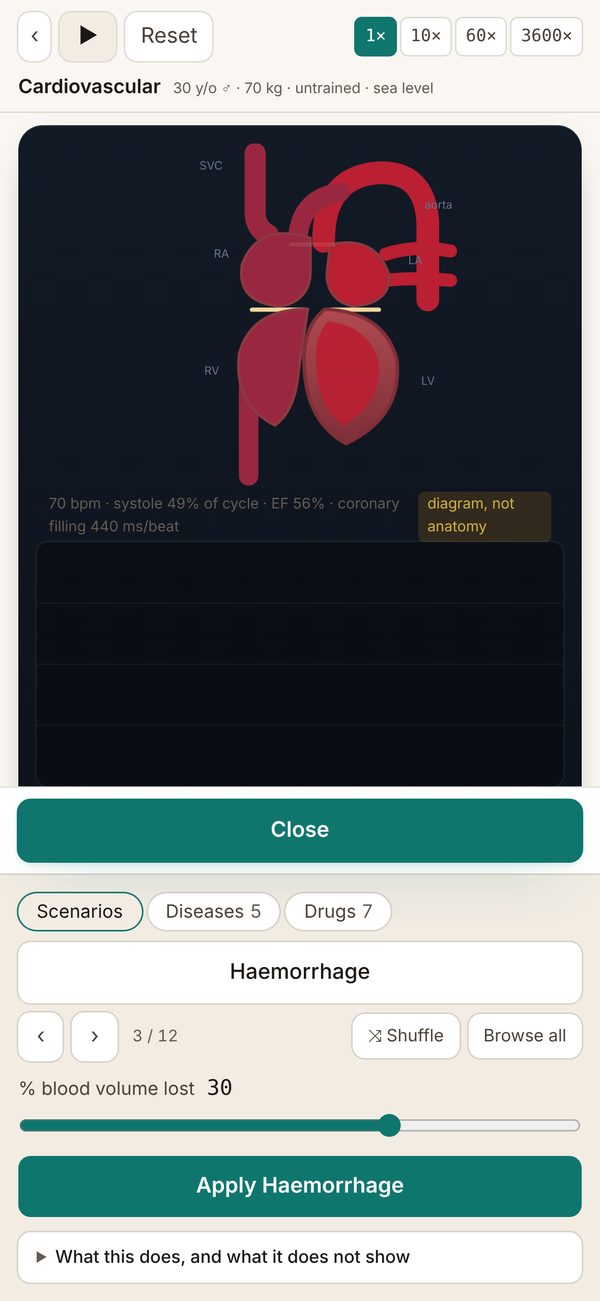 ‹ ▶ Reset 1× 10× 60× 3600×
Cardiovascular 30 y/o ♂ · 70 kg · untrained · sea level
SVC
aorta
RA
LA
RV
LV
70 bpm · systole 49% of cycle · EF 56% · coronary
filling 440 ms/beat
diagram, not
anatomy
Close
Scenarios Diseases 5 Drugs 7
Haemorrhage
‹ › 3 / 12 ⤨ Shuffle Browse all
% blood volume lost 30
Apply Haemorrhage
▶ What this does, and what it does not show